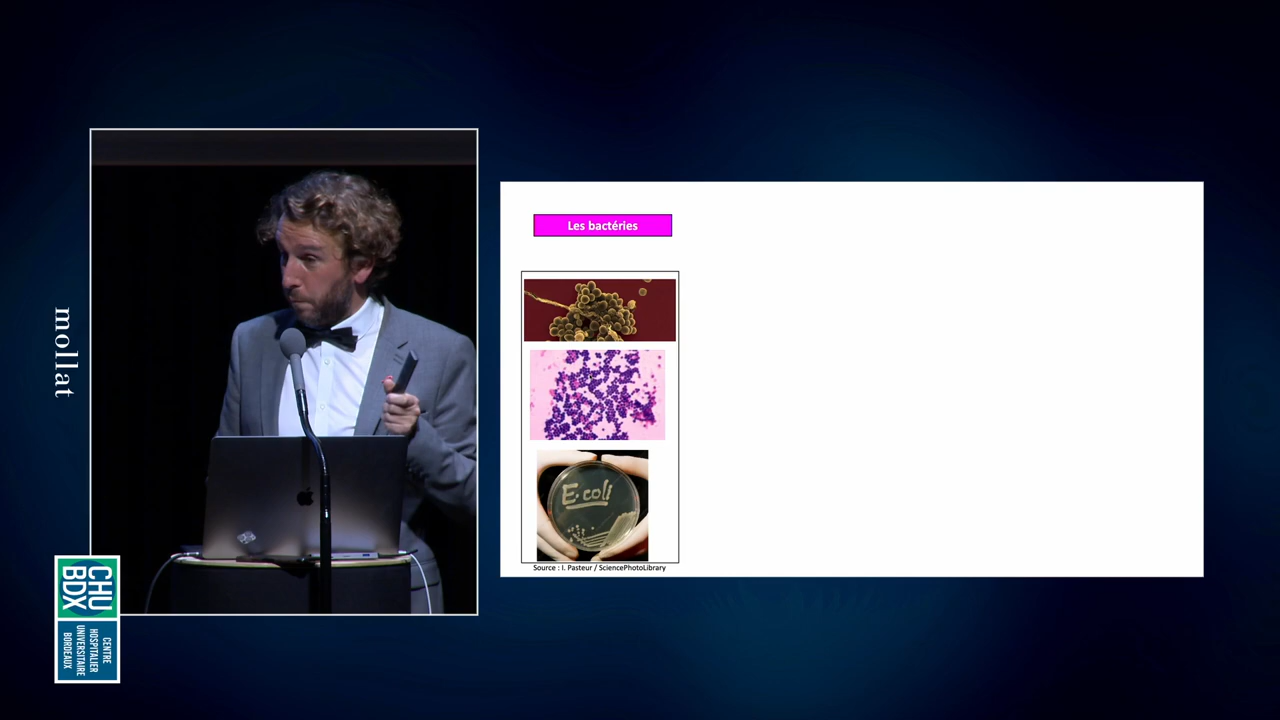 mollat
CHU
BDX
CENTRE
HOSPITALIER
UNIVERSITAIRE
BORDEAUX
Les bactéries
E.coli
Source : I. Pasteur / SciencePhotoLibrary